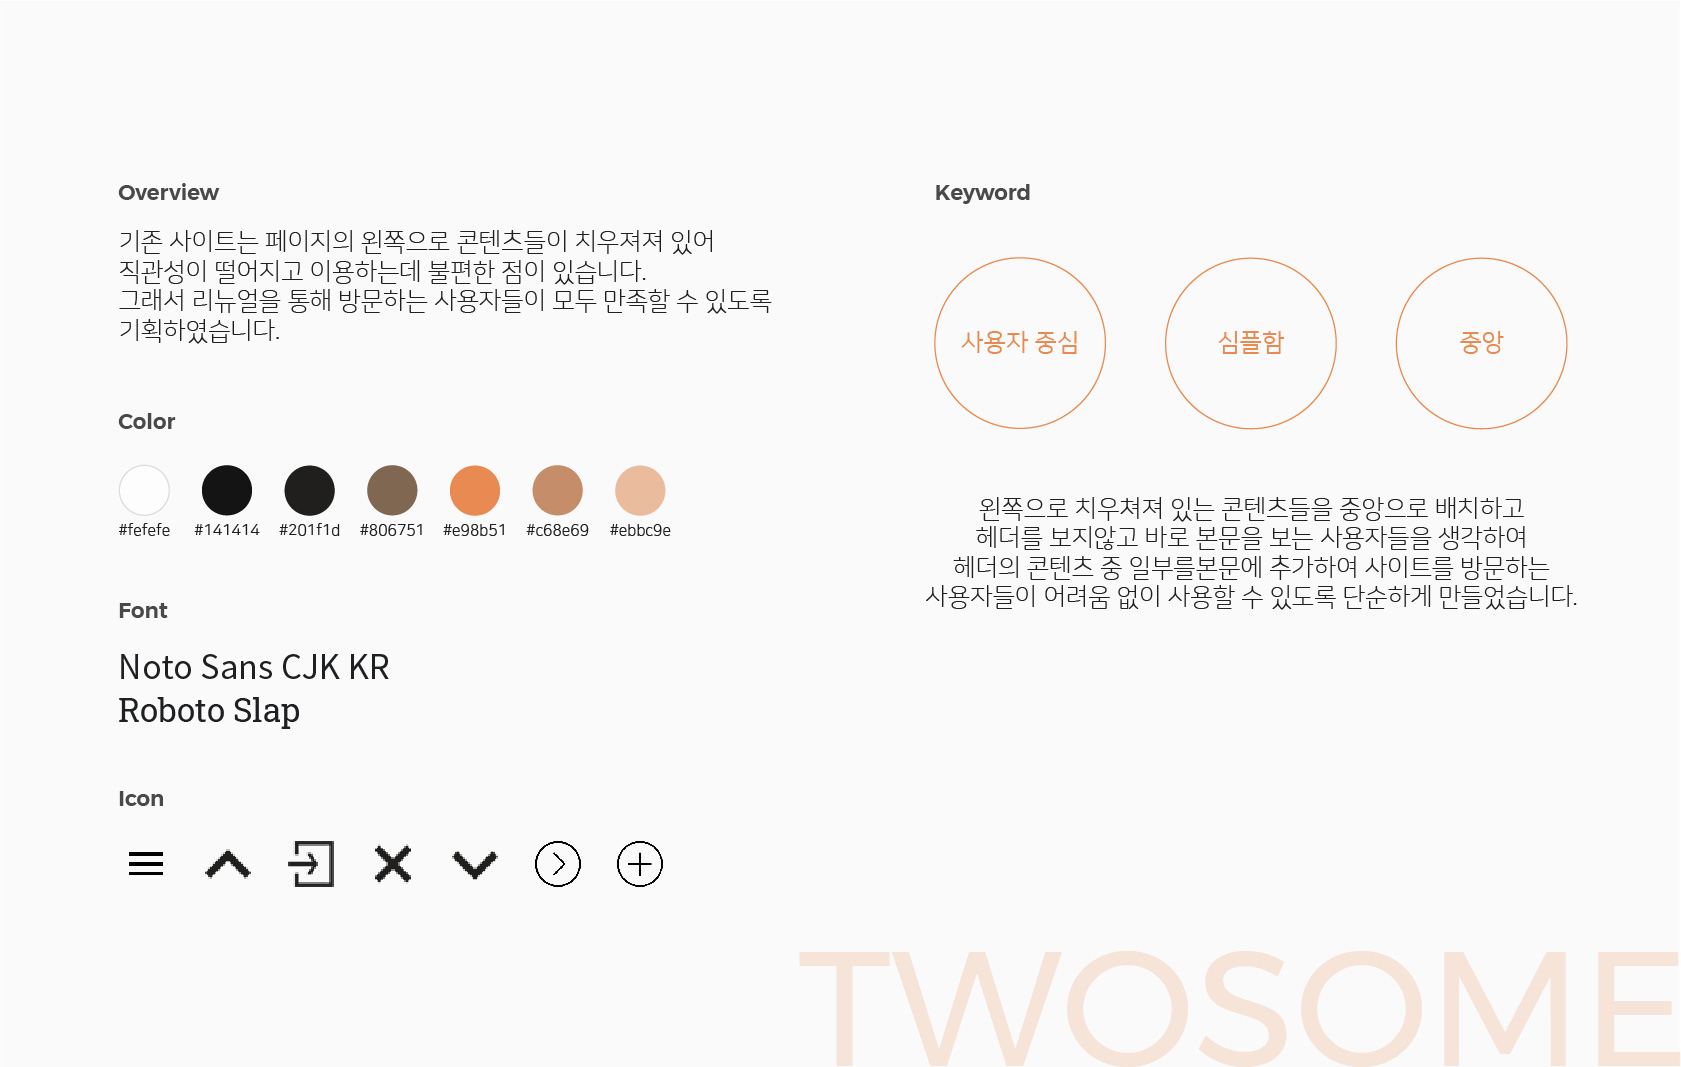 Overview
기존 사이트는 페이지의 왼쪽으로 콘텐츠들이 치우져져 있어
직관성이 떨어지고 이용하는데 불편한 점이 있습니다.
그래서 리뉴얼을 통해 방문하는 사용자들이 모두 만족할 수 있도록
기획하였습니다.
Color
#fefefe #141414 #201f1d #806751 #e98b51 #c68e69 #ebbc9e
Font
Noto Sans CJK KR
Roboto Slap
Icon
Keyword
사용자 중심 심플함 중앙
왼쪽으로 치우쳐져 있는 콘텐츠들을 중앙으로 배치하고
헤더를 보지않고 바로 본문을 보는 사용자들을 생각하여
헤더의 콘텐츠 중 일부를본문에 추가하여 사이트를 방문하는
사용자들이 어려움 없이 사용할 수 있도록 단순하게 만들었습니다.
TWOSOME